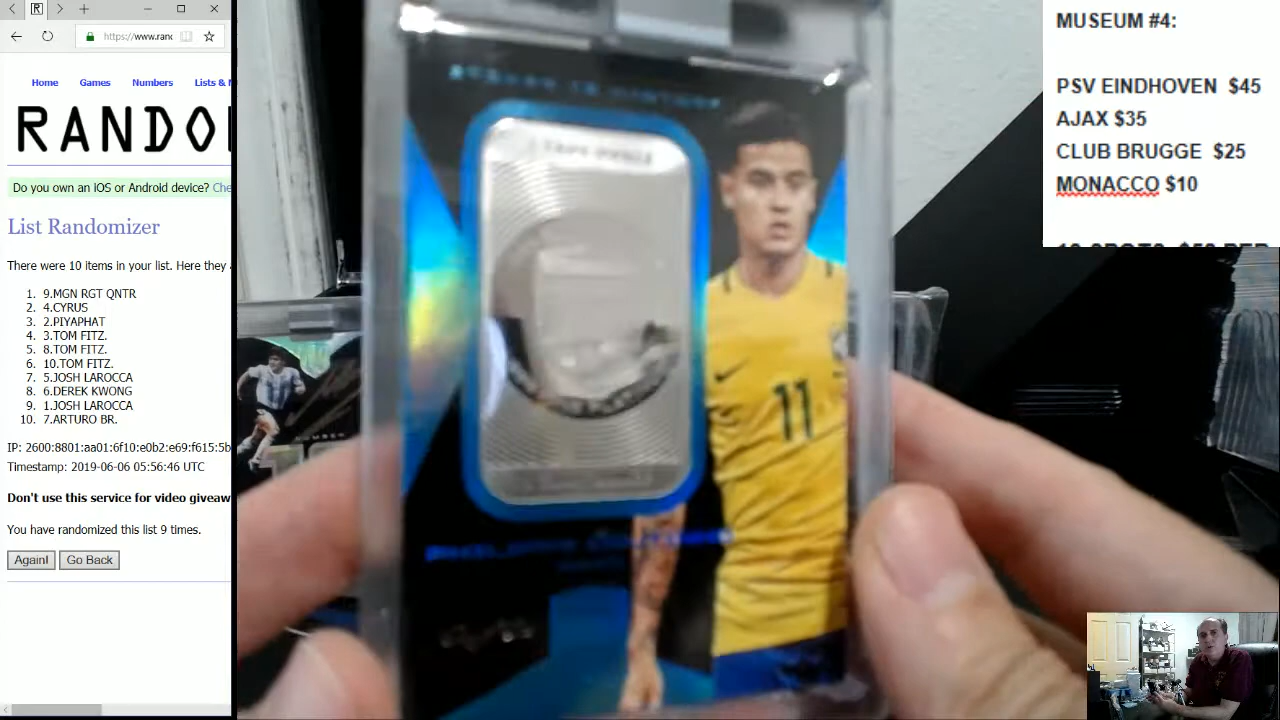 https://www.ranc
Home Games Numbers Lists &
RANDO
Do you own an iOS or Android device? Che
List Randomizer
There were 10 items in your list. Here they
1. 9.MGN RGT QNTR
2. 4.CYRUS
3. 2.PIYAPHAT
4. 3.TOM FITZ.
5. 8.TOM FITZ.
6. 10.TOM FITZ.
7. 5.JOSH LAROCCA
8. 6.DEREK KWONG
9. 1.JOSH LAROCCA
10. 7.ARTURO BR.
IP: 2600:8801:aa01:6f10:e0b2:e69:f615:5b
Timestamp: 2019-06-06 05:56:46 UTC
Don't use this service for video giveaw
You have randomized this list 9 times.
Again! Go Back
11
MUSEUM #4:
PSV EINDHOVEN $45
AJAX $35
CLUB BRUGGE $25
MONACCO $10